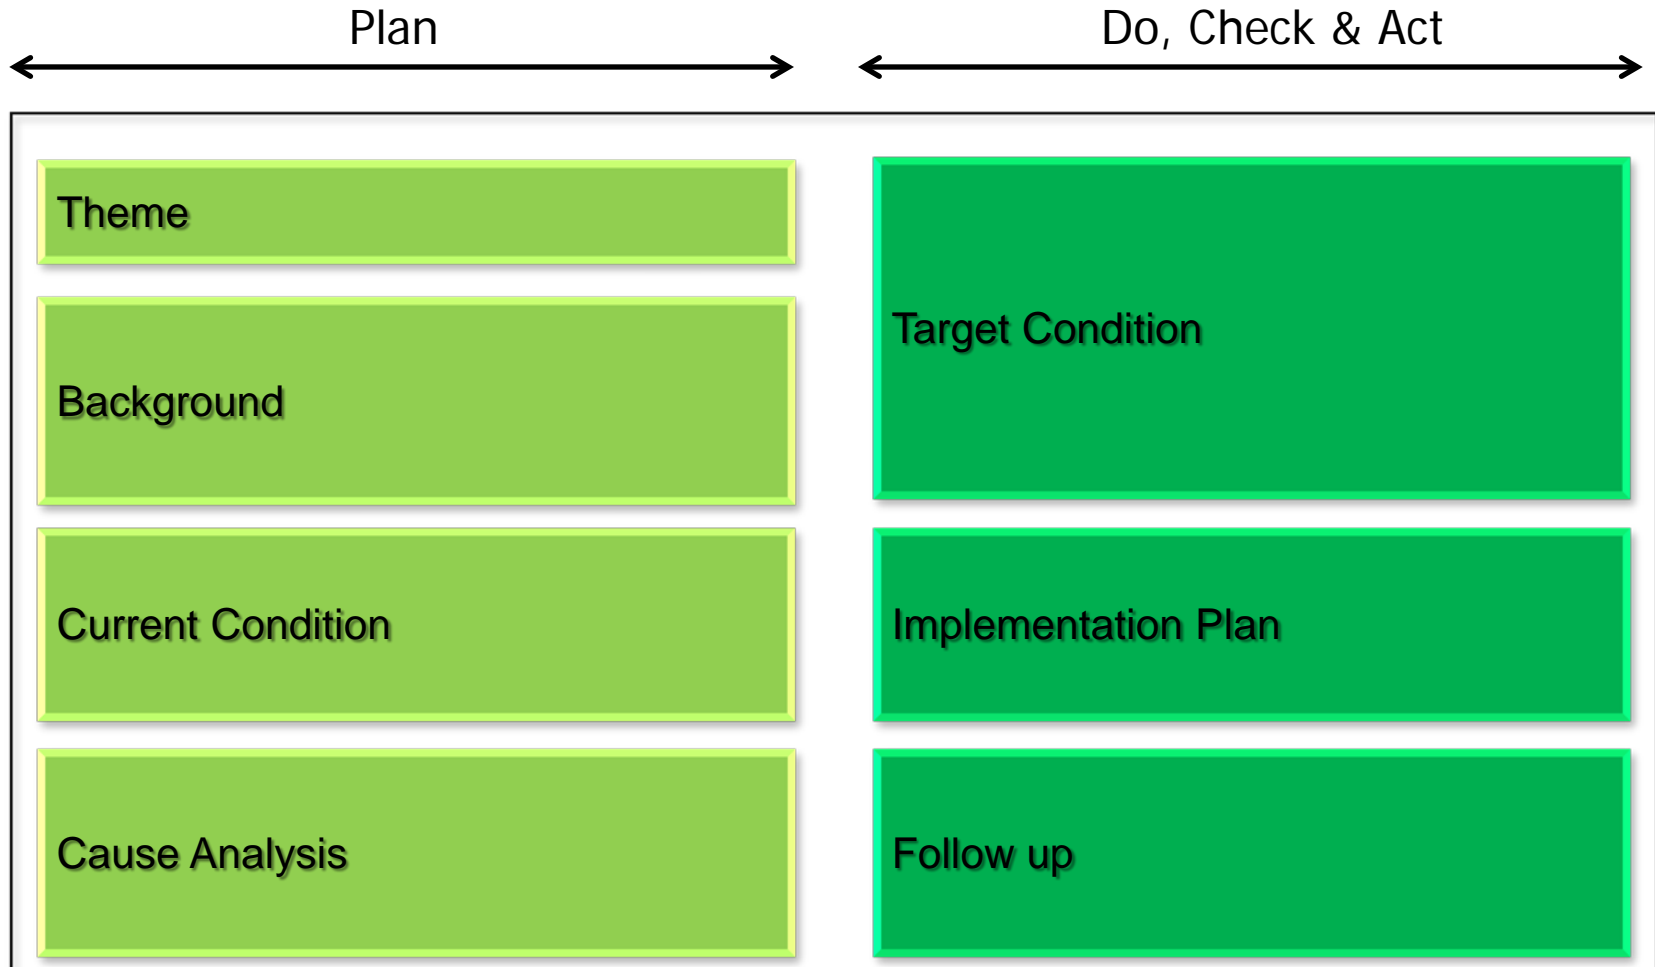 Plan
Do, Check & Act
Theme
Background
Current Condition
Cause Analysis
Target Condition
Implementation Plan
Follow up